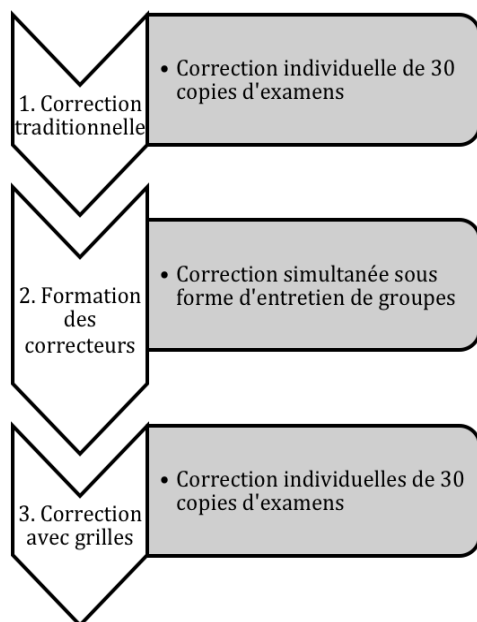 1. Correction
traditionnelle
• Correction individuelle de 30
copies d'examens
2. Formation
des
correcteurs
• Correction simultanée sous
forme d'entretien de groupes
3. Correction
avec grilles
• Correction individuelles de 30
copies d'examens